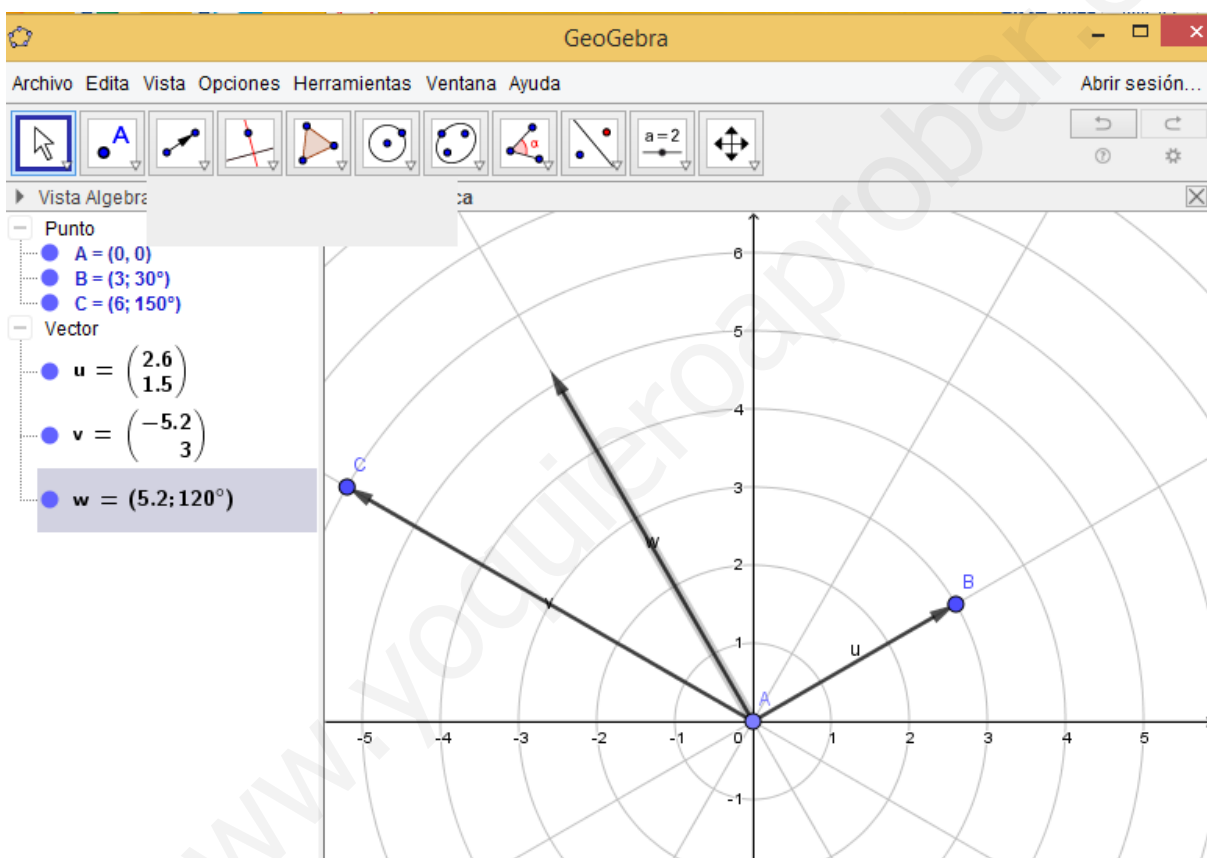 GeoGebra
Archivo Edita Vista Opciones Herramientas Ventana Ayuda
Abrir sesión...
A
α
a=2
Vista Algebra
ca
Punto
A = (0, 0)
B = (3; 30°)
C = (6; 150°)
Vector
u = (2.6
1.5)
v = (−5.2
3)
w = (5.2; 120°)
6
5
4
C
3
w
2
B
v
1
u
A
-5 -4 -3 -2 -1 0 1 2 3 4 5
-1
www.yoquieroaprobar.